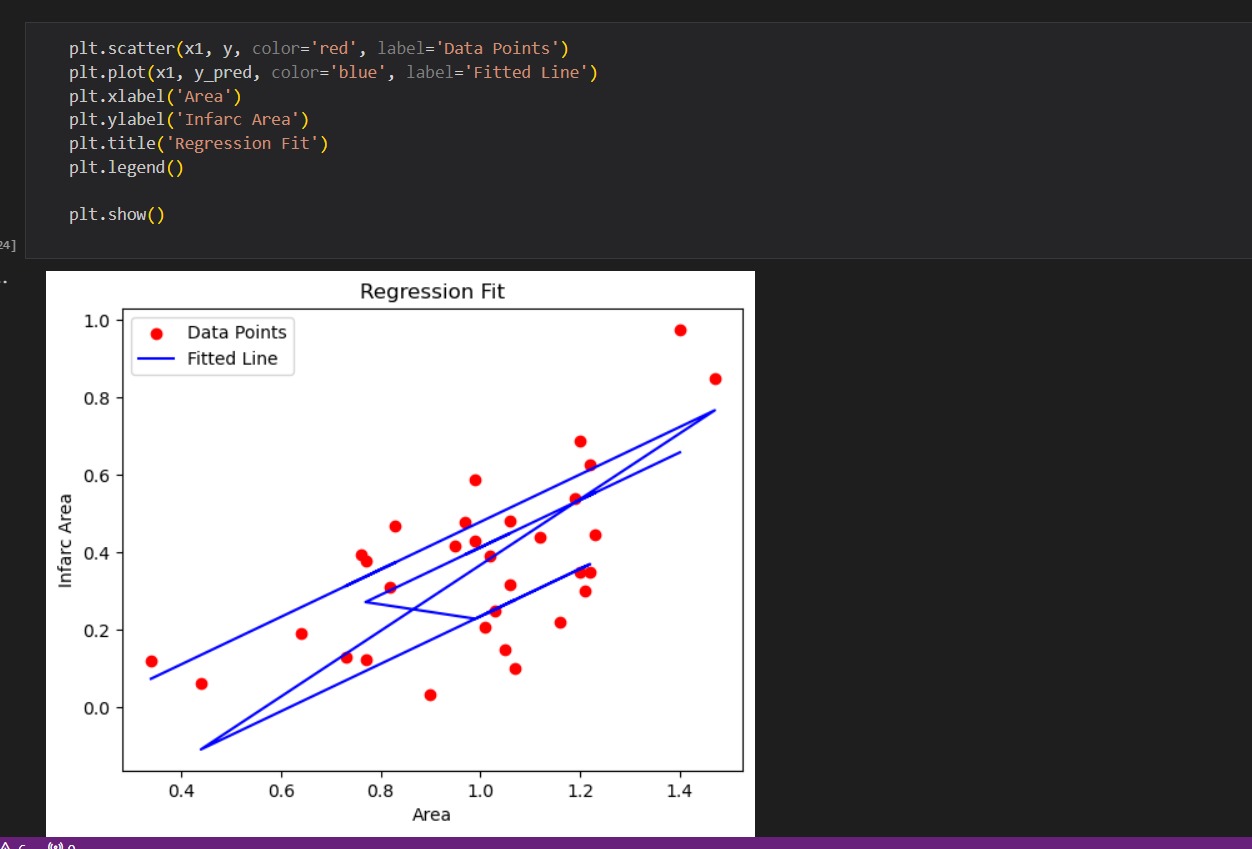 plt.scatter(x1, y, color='red', label='Data Points')
plt.plot(x1, y_pred, color='blue', label='Fitted Line')
plt.xlabel('Area')
plt.ylabel('Infarc Area')
plt.title('Regression Fit')
plt.legend()
plt.show()
24]
Regression Fit
Data Points
Fitted Line
1.0
0.8
0.6
0.4
0.2
0.0
Infarc Area
0.4 0.6 0.8 1.0 1.2 1.4
Area